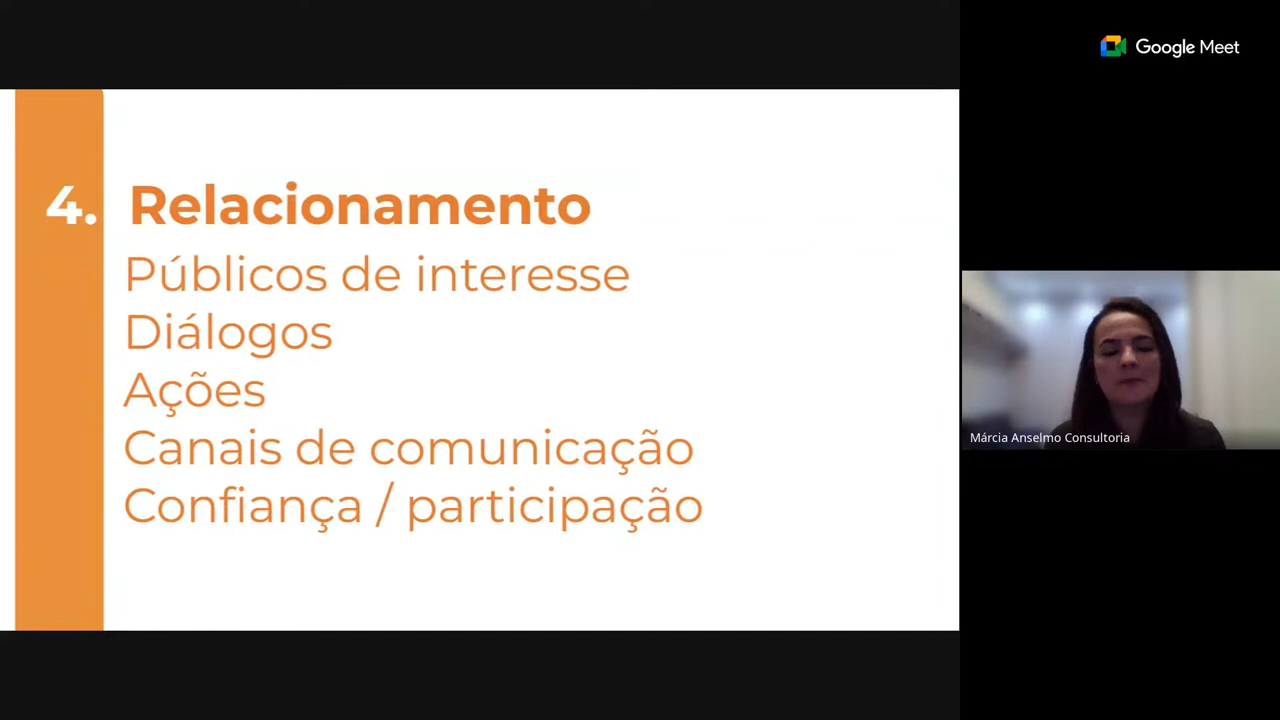 Google Meet
4. Relacionamento
Públicos de interesse
Diálogos
Ações
Canais de comunicação
Confiança / participação
Márcia Anselmo Consultoria